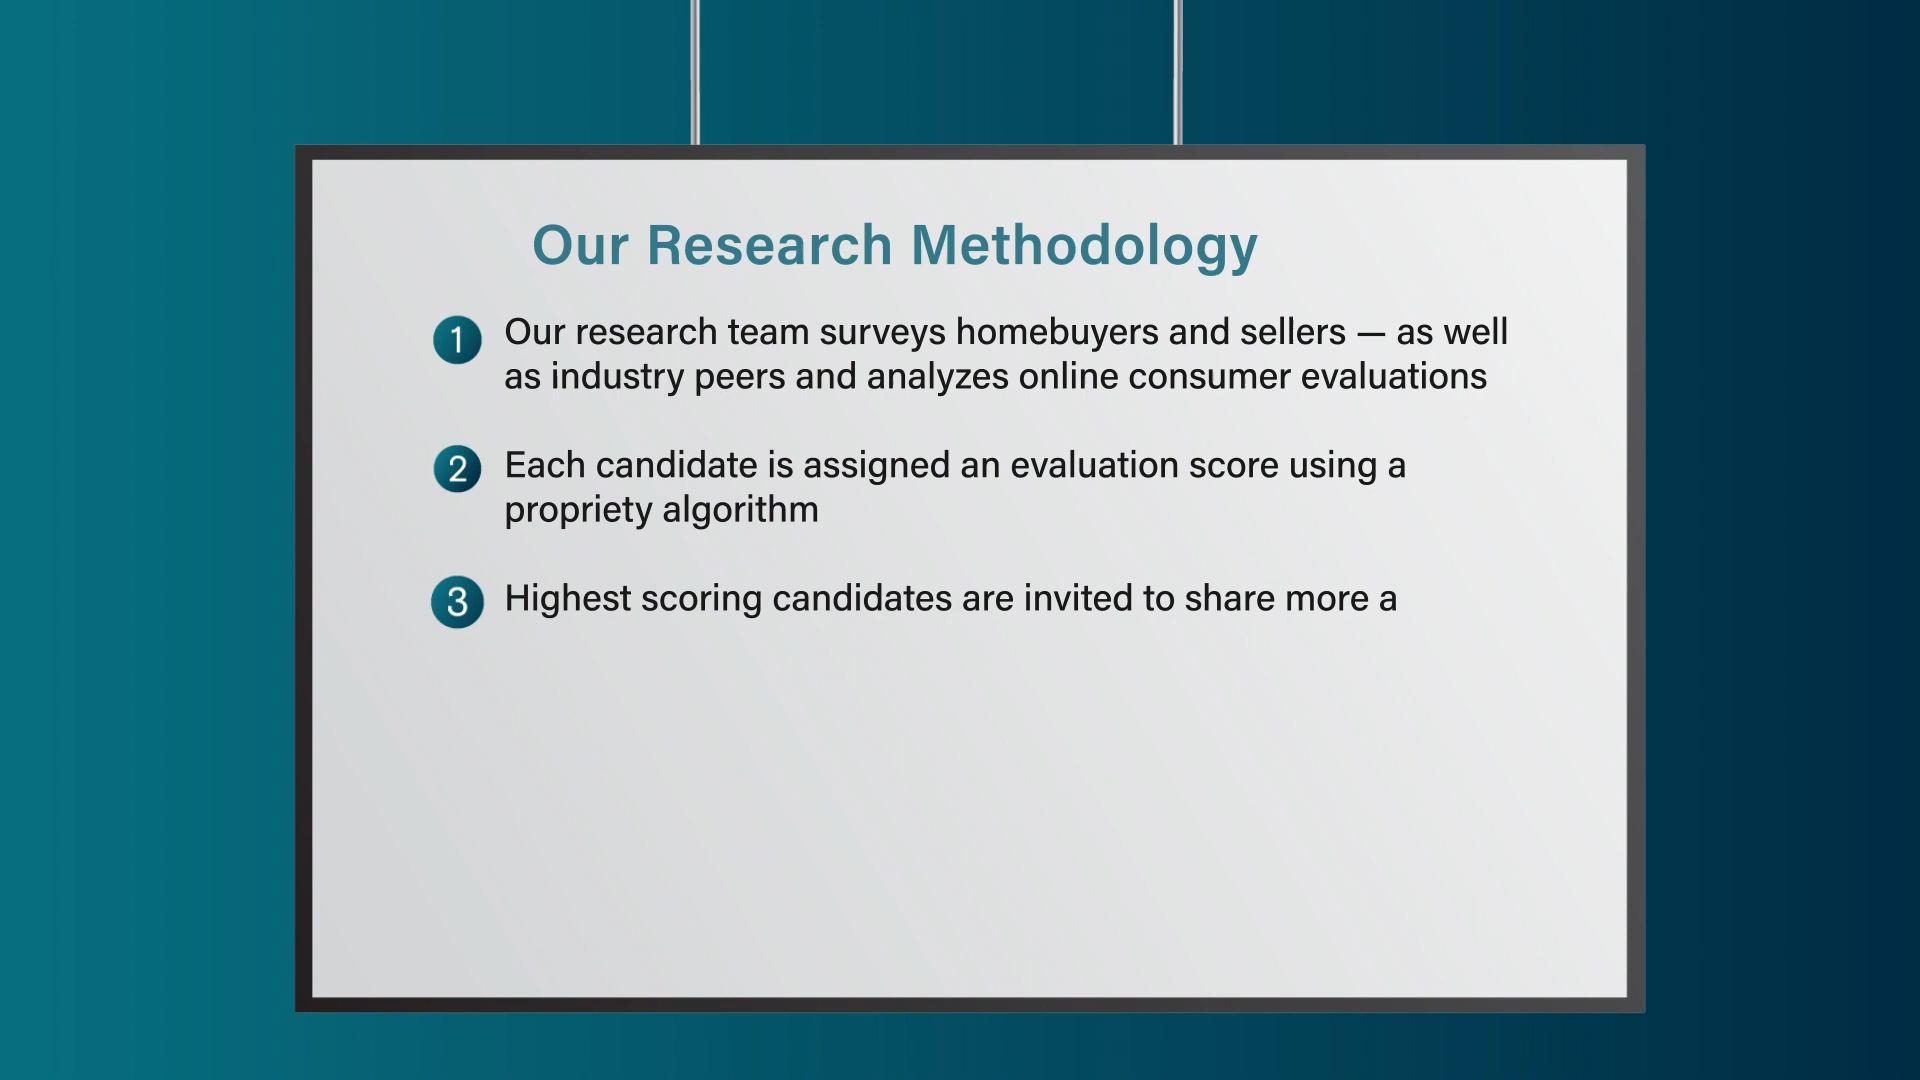 Our Research Methodology
1 Our research team surveys homebuyers and sellers — as well
as industry peers and analyzes online consumer evaluations
2 Each candidate is assigned an evaluation score using a
propriety algorithm
3 Highest scoring candidates are invited to share more a